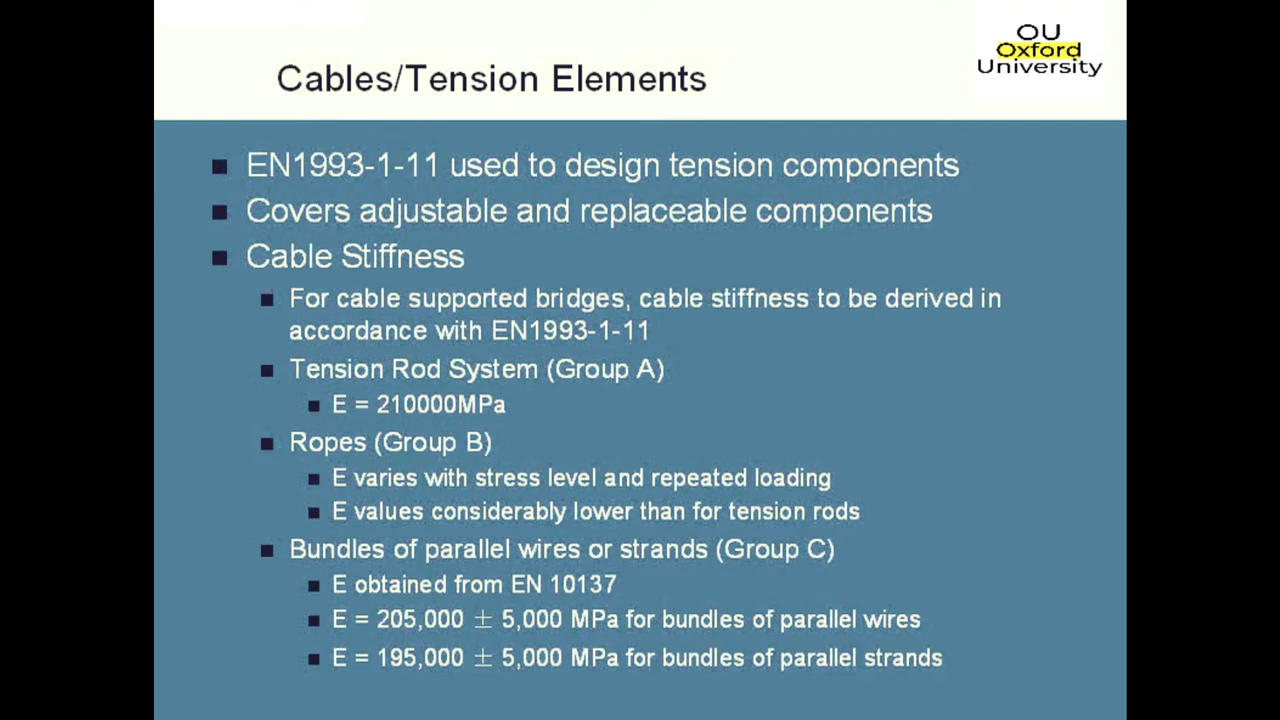 OU
Oxford
University
Cables/Tension Elements
EN1993-1-11 used to design tension components
Covers adjustable and replaceable components
Cable Stiffness
For cable supported bridges, cable stiffness to be derived in
accordance with EN1993-1-11
Tension Rod System (Group A)
E = 210000MPa
Ropes (Group B)
E varies with stress level and repeated loading
E values considerably lower than for tension rods
Bundles of parallel wires or strands (Group C)
E obtained from EN 10137
E = 205,000 ± 5,000 MPa for bundles of parallel wires
E = 195,000 ± 5,000 MPa for bundles of parallel strands